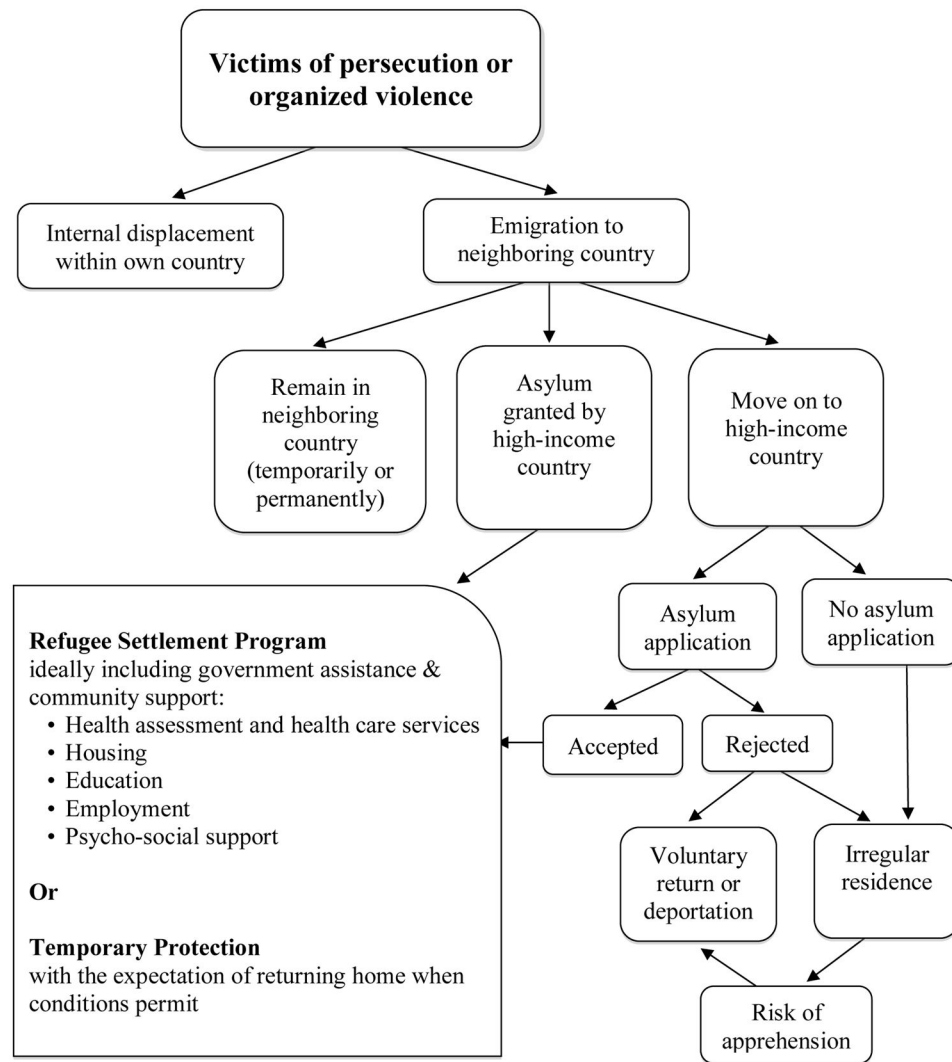 Victims of persecution or
organized violence
Internal displacement
within own country
Emigration to
neighboring country
Remain in
neighboring
country
(temporarily or
permanently)
Asylum
granted by
high-income
country
Move on to
high-income
country
Asylum
application
No asylum
application
Accepted
Rejected
Refugee Settlement Program
ideally including government assistance &
community support:
• Health assessment and health care services
• Housing
• Education
• Employment
• Psycho-social support
Or
Temporary Protection
with the expectation of returning home when
conditions permit
Voluntary
return or
deportation
Irregular
residence
Risk of
apprehension